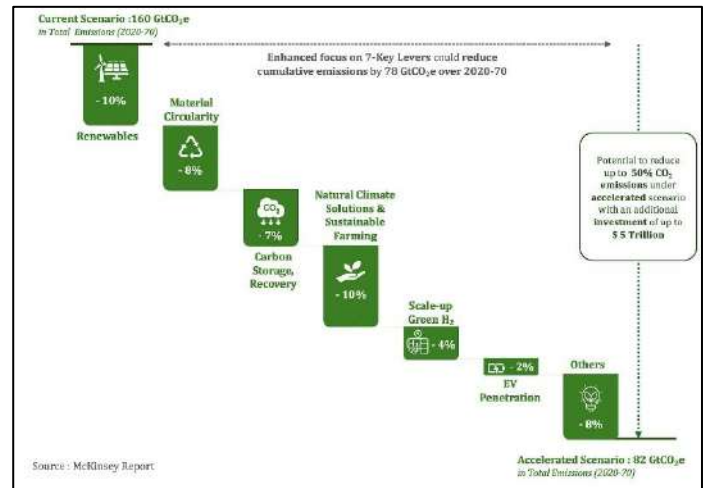 Current Scenario :160 GtCO₂e
in Total Emissions (2020-70)
Enhanced focus on 7-Key Levers could reduce
cumulative emissions by 78 GtCO₂e over 2020-70
- 10%
Renewables
Material
Circularity
- 8%
CO₂
- 7%
Carbon
Storage,
Recovery
Natural Climate
Solutions &
Sustainable
Farming
- 10%
Scale-up
Green H₂
- 4%
- 2%
EV
Penetration
Others
- 8%
Potential to reduce
up to 50% CO₂
emissions under
accelerated scenario
with an additional
investment of up to
$ 5 Trillion
Source : McKinsey Report
Accelerated Scenario : 82 GtCO₂e
in Total Emissions (2020-70)